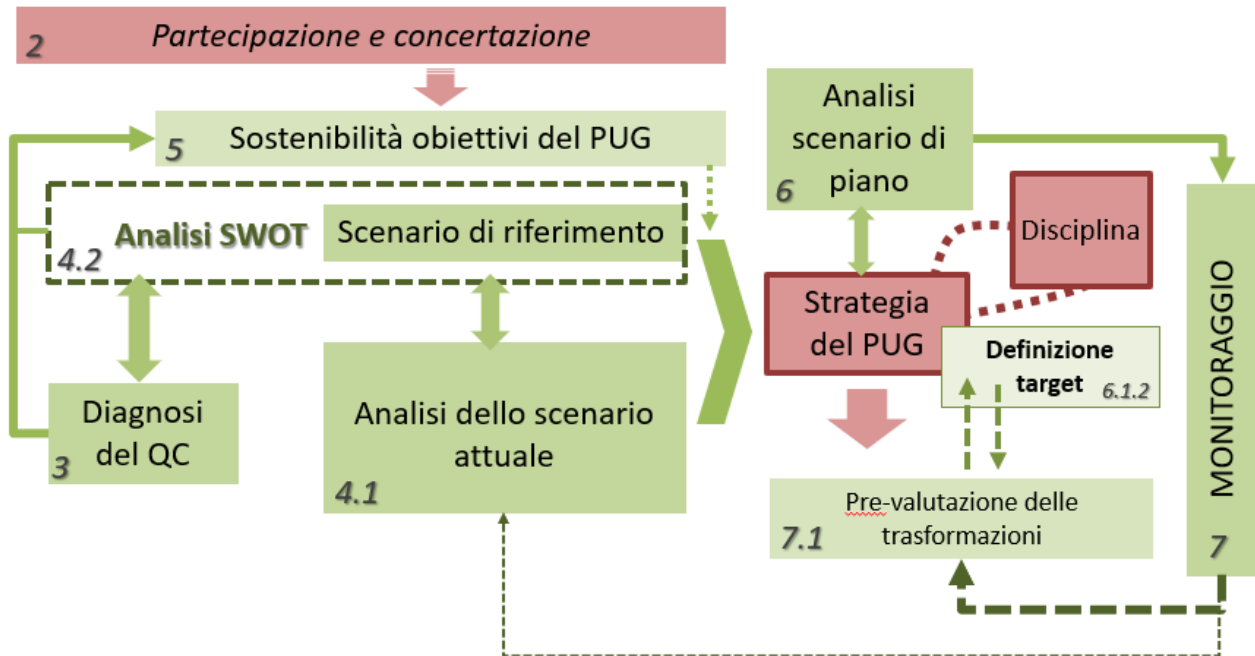 Partecipazione e concertazione
2
Sostenibilità obiettivi del PUG
5
Analisi SWOT
Scenario di riferimento
4.2
Diagnosi
del QC
3
Analisi dello scenario
attuale
4.1
Analisi
scenario di
piano
6
Disciplina
Strategia
del PUG
Definizione
target
6.1.2
Pre-valutazione delle
trasformazioni
7.1
MONITORAGGIO
7